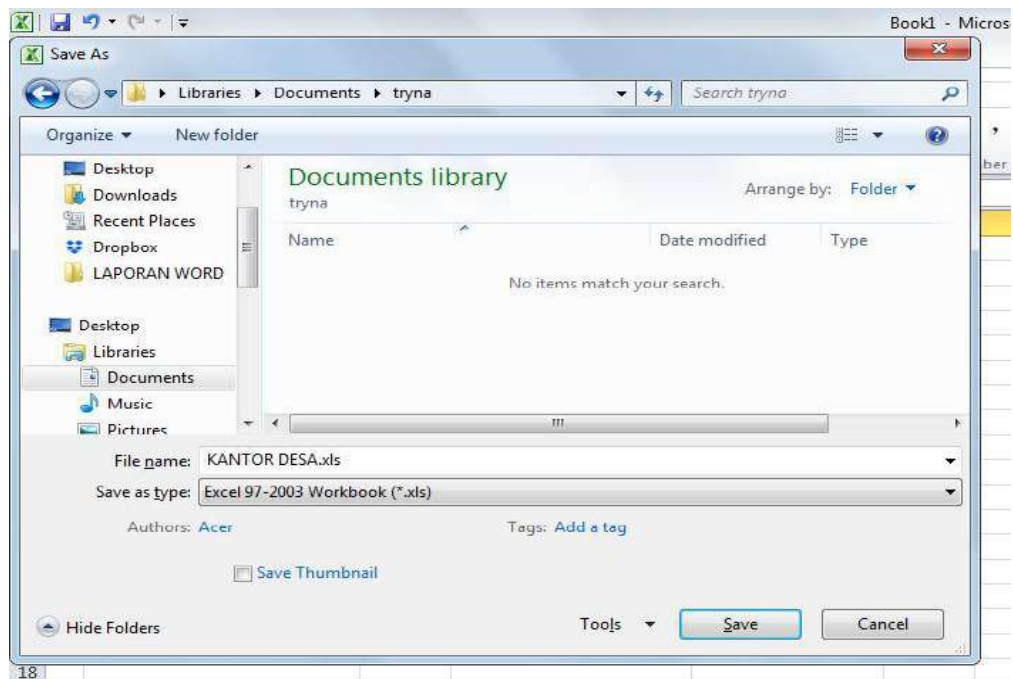 Book1 - Micros
Save As
Libraries Documents tryna
Search tryna
Organize New folder
ber
Desktop
Downloads
Recent Places
Dropbox
LAPORAN WORD
Desktop
Libraries
Documents
Music
Pictures
Documents library
tryna
Arrange by: Folder
Name Date modified Type
No items match your search.
File name: KANTOR DESA.xls
Save as type: Excel 97-2003 Workbook (*.xls)
Authors: Acer Tags: Add a tag
Save Thumbnail
Hide Folders Tools Save Cancel
18